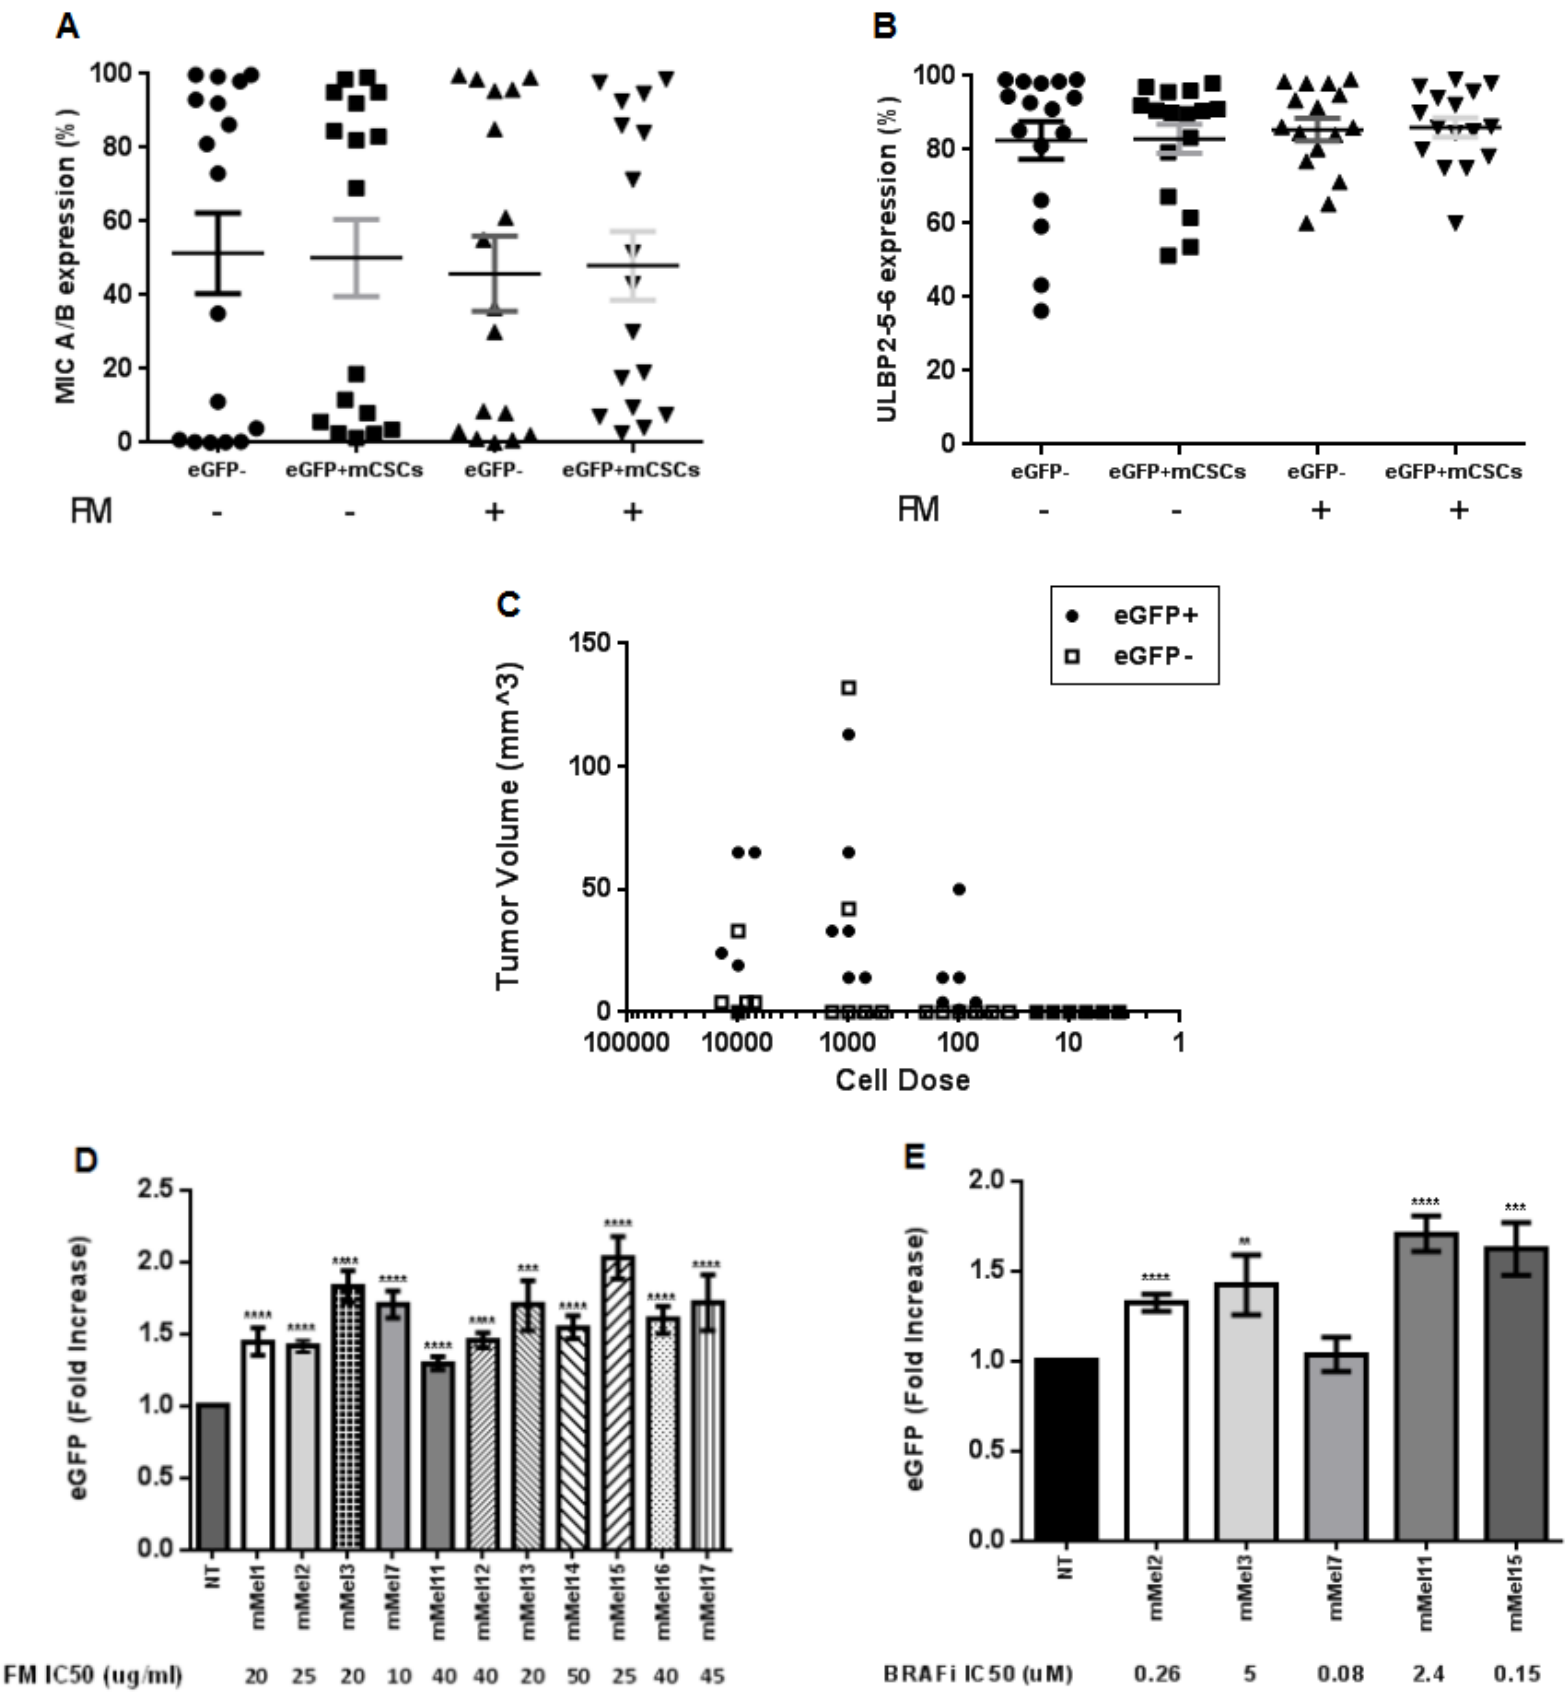 A
B
MIC A/B expression (%)
100
80
60
40
20
0
eGFP- eGFP+mCSCs eGFP- eGFP+mCSCs
FM - - + +
ULBP2-5-6 expression (%)
100
80
60
40
20
0
eGFP- eGFP+mCSCs eGFP- eGFP+mCSCs
FM - - + +
C
eGFP+
eGFP-
Tumor Volume (mm^3)
150
100
50
0
100000 10000 1000 100 10 1
Cell Dose
D
eGFP (Fold Increase)
2.5
2.0
1.5
1.0
0.5
0.0
**** **** **** **** **** **** *** **** **** **** ****
NT mMel1 mMel2 mMel3 mMel7 mMel11 mMel12 mMel13 mMel14 mMel15 mMel16 mMel17
FM IC50 (ug/ml) 20 25 20 10 40 40 20 50 25 40 45
E
eGFP (Fold Increase)
2.0
1.5
1.0
0.5
0.0
**** ** **** ***
NT mMel2 mMel3 mMel7 mMel11 mMel15
BRAFi IC50 (uM) 0.26 5 0.08 2.4 0.15